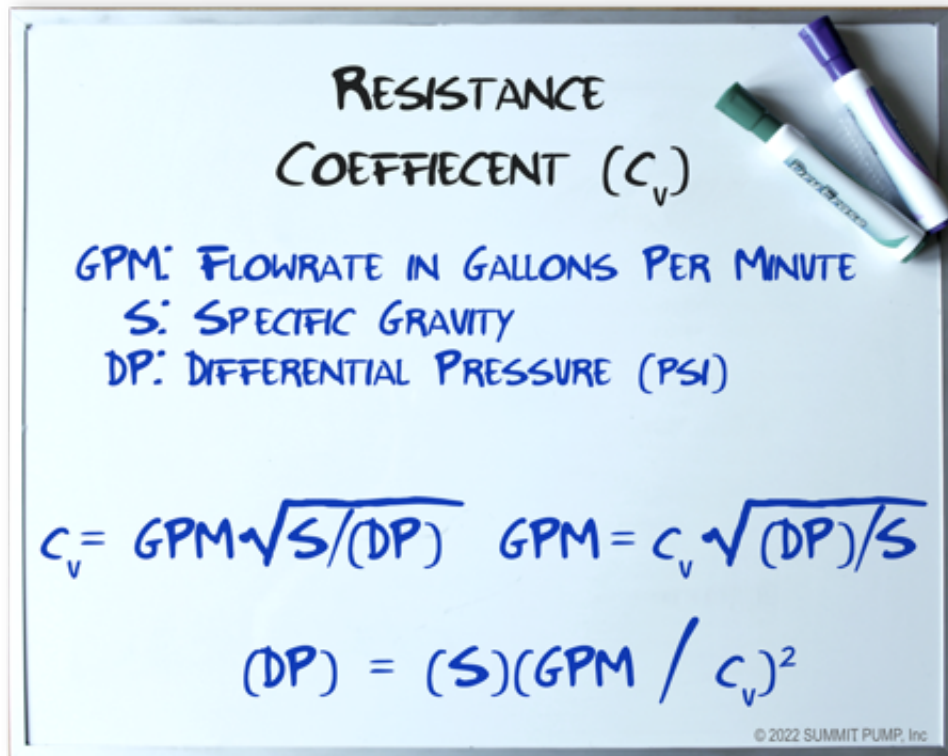 RESISTANCE
COEFFIECENT (Cᵥ)
GPM: FLOWRATE IN GALLONS PER MINUTE
S: SPECIFIC GRAVITY
DP: DIFFERENTIAL PRESSURE (PSI)
Cᵥ = GPM√S/(DP) GPM = Cᵥ√(DP)/S
(DP) = (S)(GPM / Cᵥ)²
© 2022 SUMMIT PUMP, Inc